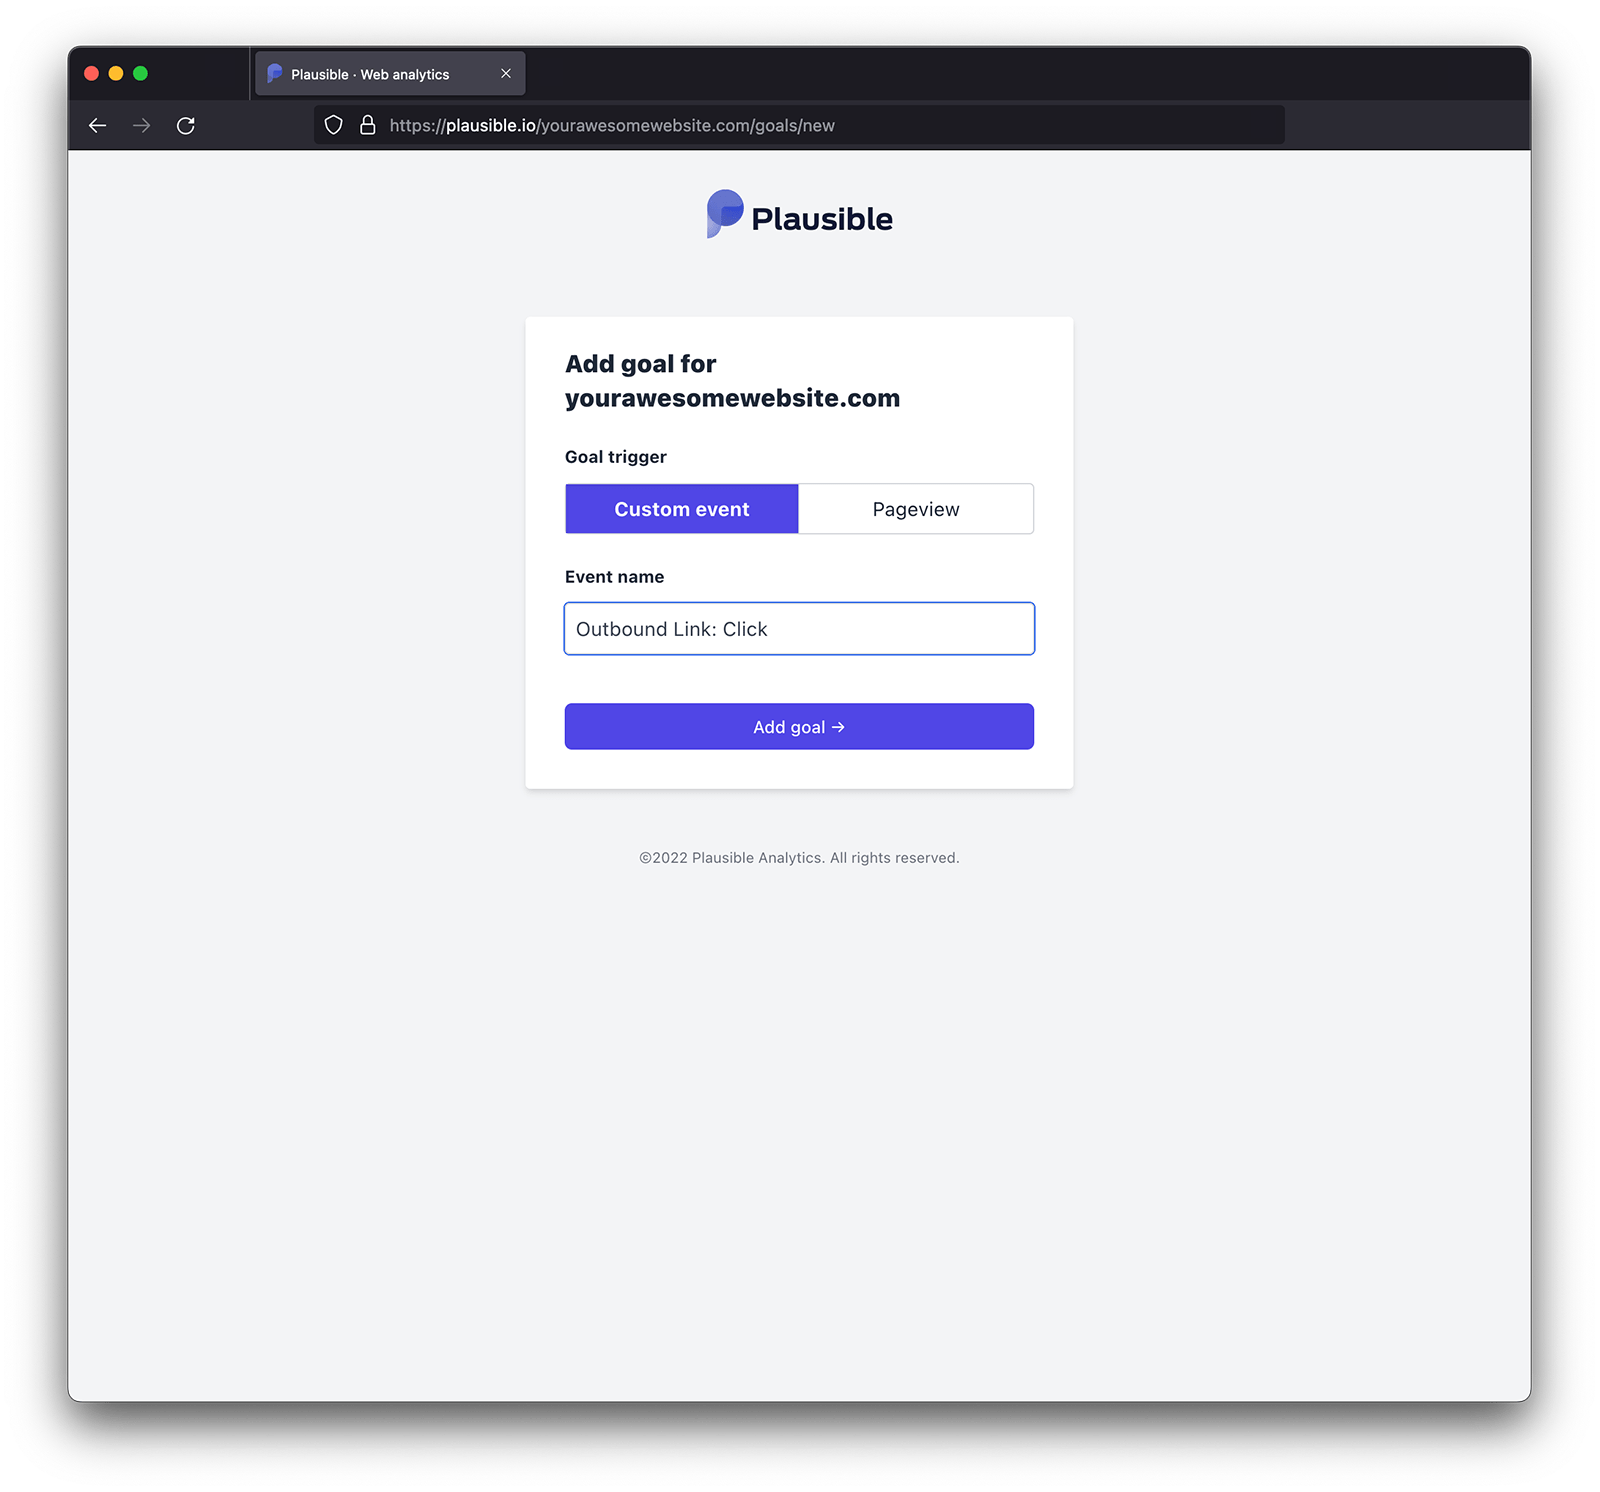 Plausible · Web analytics
https://plausible.io/yourawesomewebsite.com/goals/new
Plausible
Add goal for
yourawesomewebsite.com
Goal trigger
Custom event
Pageview
Event name
Outbound Link: Click
Add goal →
©2022 Plausible Analytics. All rights reserved.